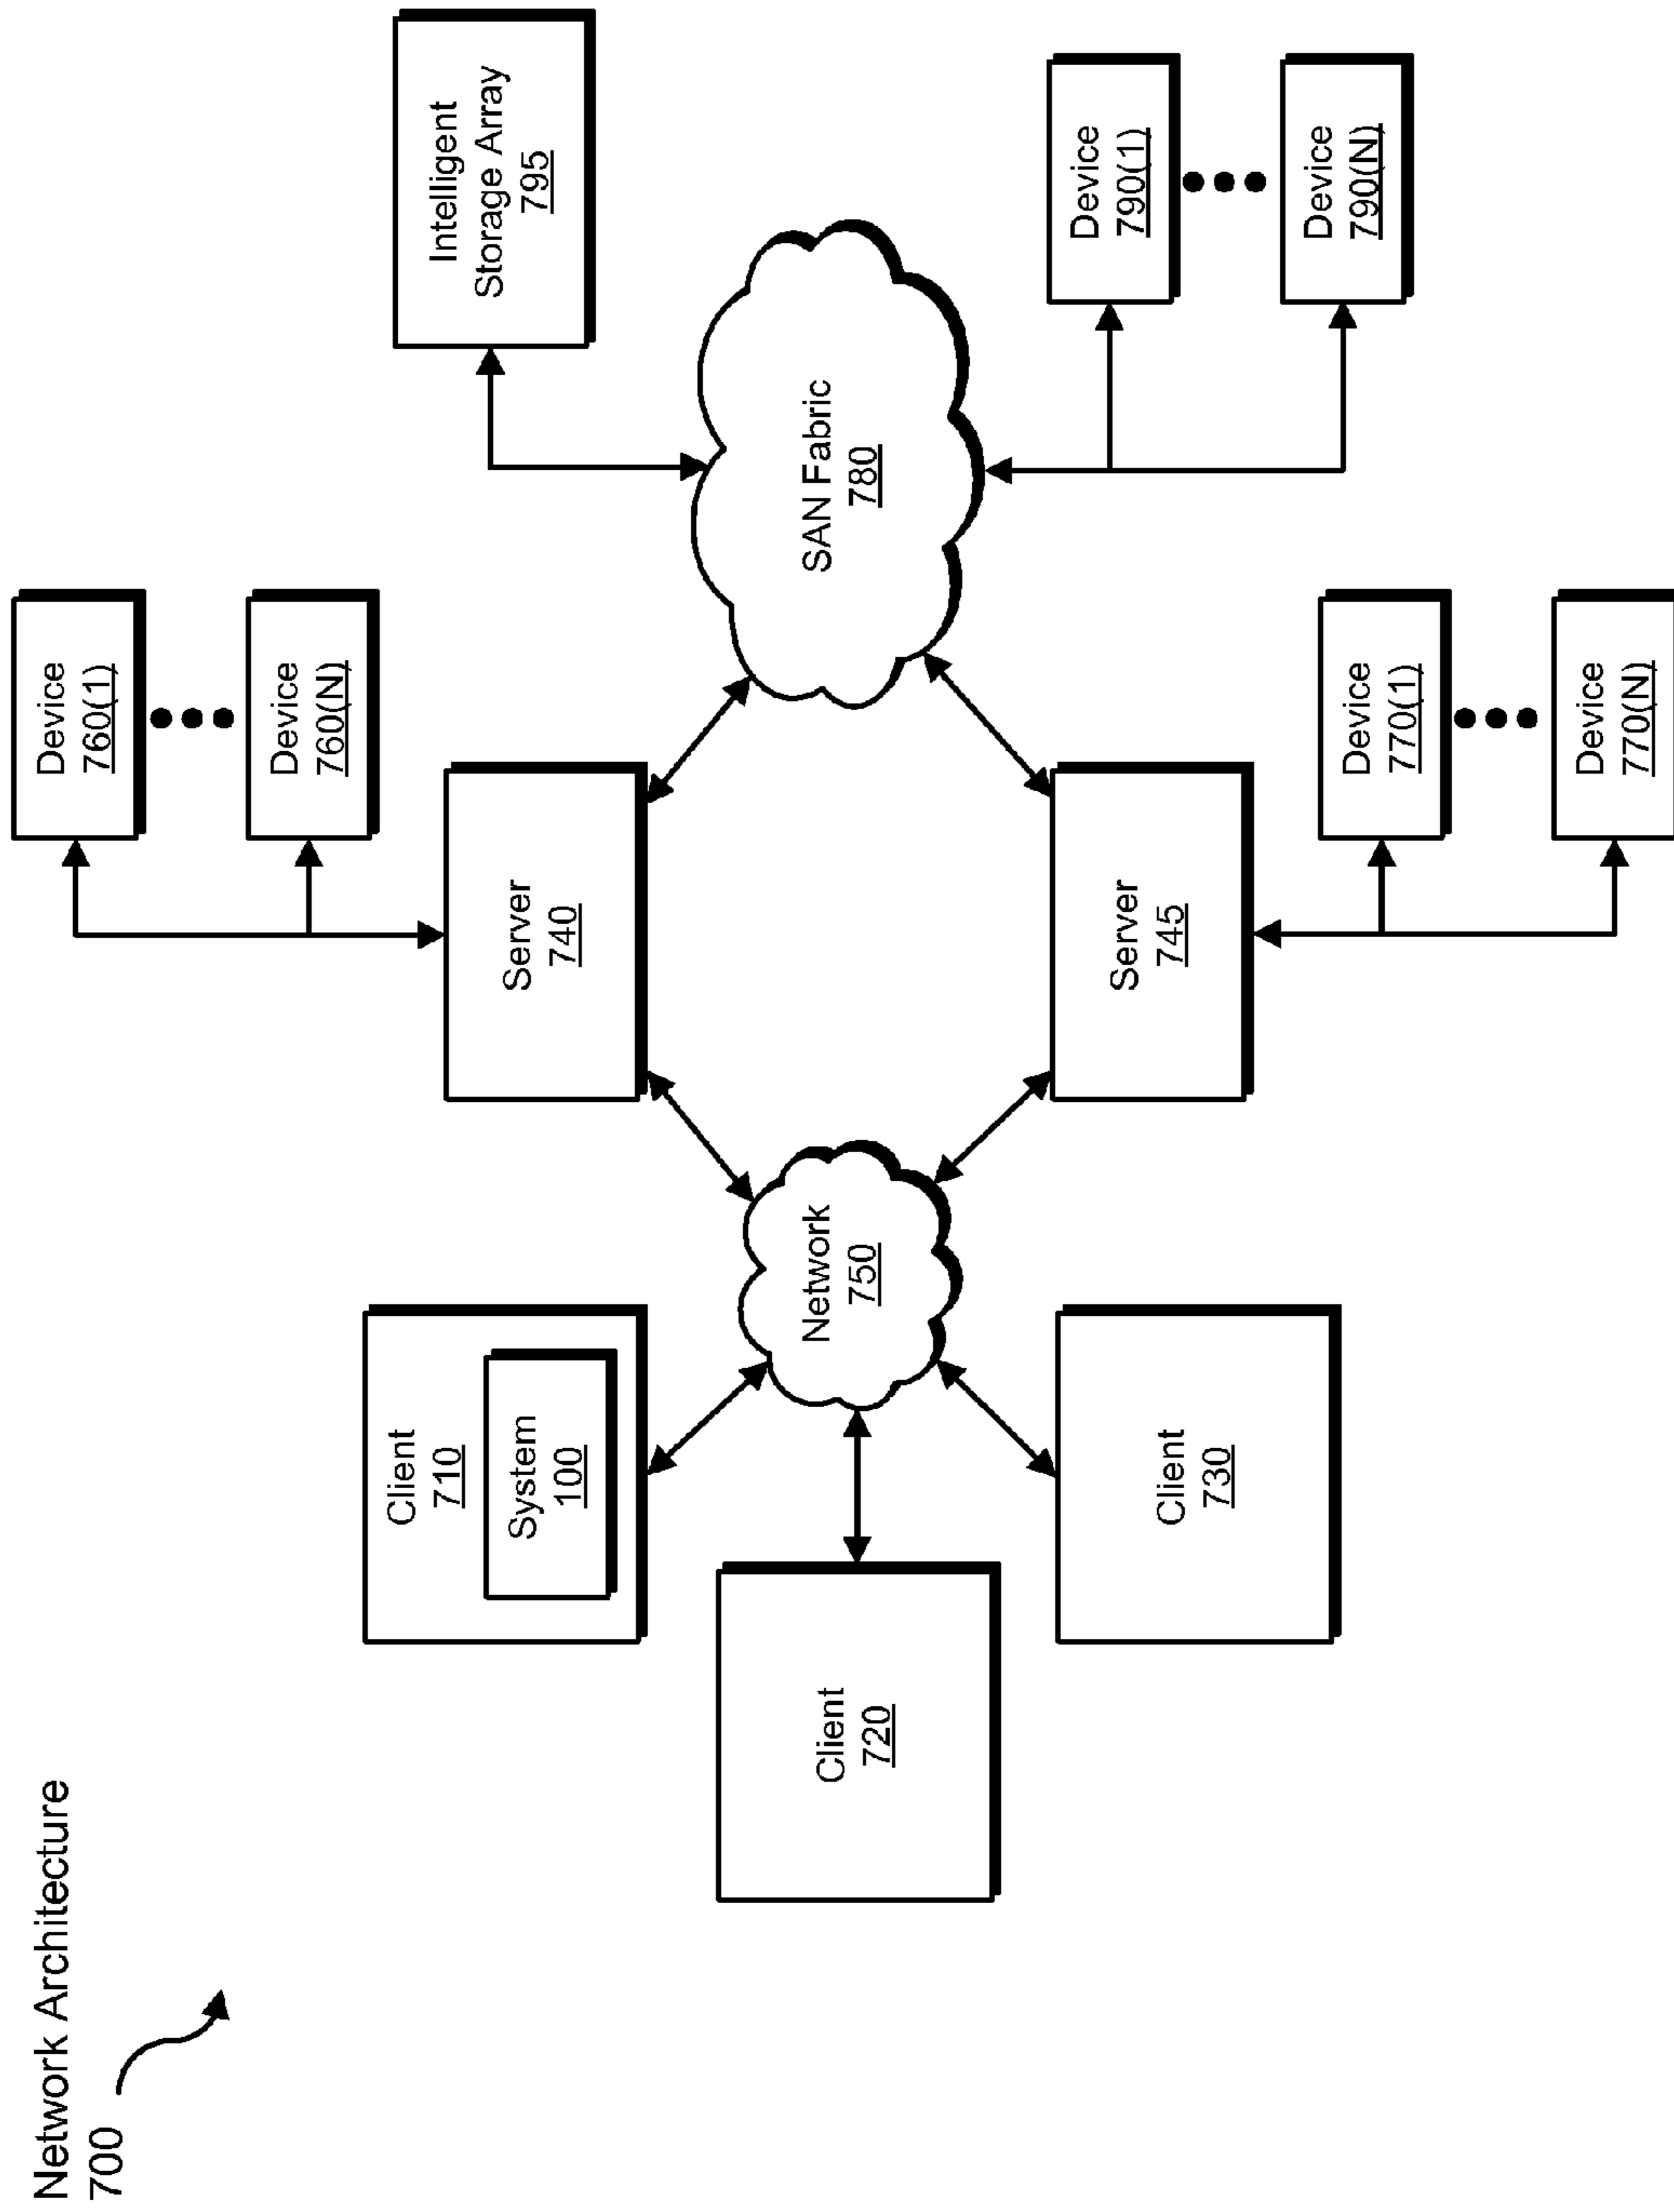 Network Architecture
700
Client
710
System
100
Client
720
Client
730
Network
750
Server
740
Server
745
Device
760(1)
Device
760(N)
Device
770(1)
Device
770(N)
SAN Fabric
780
Intelligent
Storage Array
795
Device
790(1)
Device
790(N)